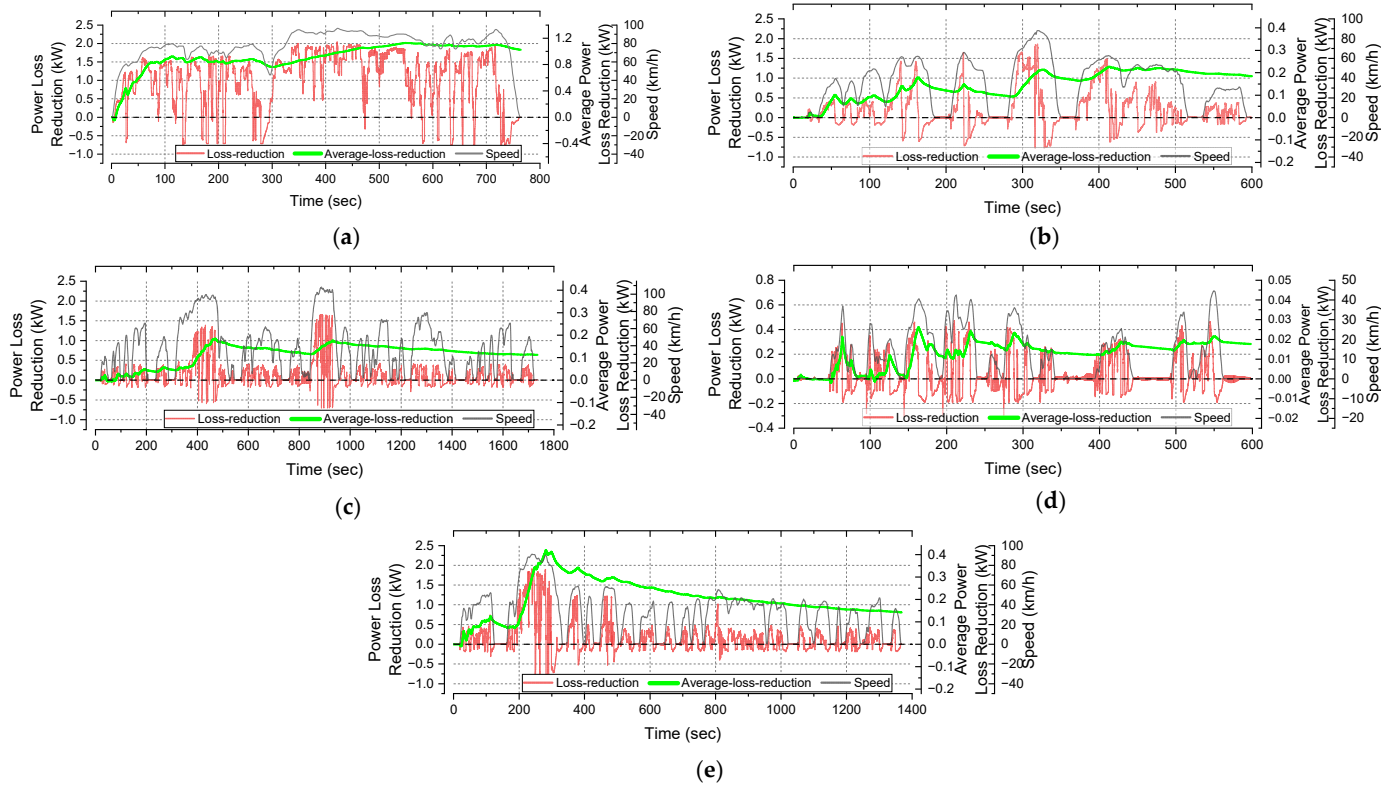 2.5
2.0
1.5
1.0
0.5
0.0
−0.5
−1.0
Power Loss
Reduction (kW)
1.2
0.8
0.4
0.0
−0.4
Average Power
Loss Reduction (kW)
100
80
60
40
20
0
−20
−40
Speed (km/h)
Loss-reduction Average-loss-reduction Speed
0 100 200 300 400 500 600 700 800
Time (sec)
(a)
2.5
2.0
1.5
1.0
0.5
0.0
−0.5
−1.0
Power Loss
Reduction (kW)
0.4
0.3
0.2
0.1
0.0
−0.1
−0.2
Average Power
Loss Reduction (kW)
100
80
60
40
20
0
−20
−40
Speed (km/h)
Loss-reduction Average-loss-reduction Speed
0 100 200 300 400 500 600
Time (sec)
(b)
2.5
2.0
1.5
1.0
0.5
0.0
−0.5
−1.0
Power Loss
Reduction (kW)
0.4
0.3
0.2
0.1
0.0
−0.1
−0.2
Average Power
Loss Reduction (kW)
100
80
60
40
20
0
−20
−40
Speed (km/h)
Loss-reduction Average-loss-reduction Speed
0 200 400 600 800 1000 1200 1400 1600 1800
Time (sec)
(c)
0.8
0.6
0.4
0.2
0.0
−0.2
−0.4
Power Loss
Reduction (kW)
0.05
0.04
0.03
0.02
0.01
0.00
−0.01
−0.02
Average Power
Loss Reduction (kW)
50
40
30
20
10
0
−10
−20
Speed (km/h)
Loss-reduction Average-loss-reduction Speed
0 100 200 300 400 500 600
Time (sec)
(d)
2.5
2.0
1.5
1.0
0.5
0.0
−0.5
−1.0
Power Loss
Reduction (kW)
0.4
0.3
0.2
0.1
0.0
−0.1
−0.2
Average Power
Loss Reduction (kW)
100
80
60
40
20
0
−20
−40
Speed (km/h)
Loss-reduction Average-loss-reduction Speed
0 200 400 600 800 1000 1200 1400
Time (sec)
(e)